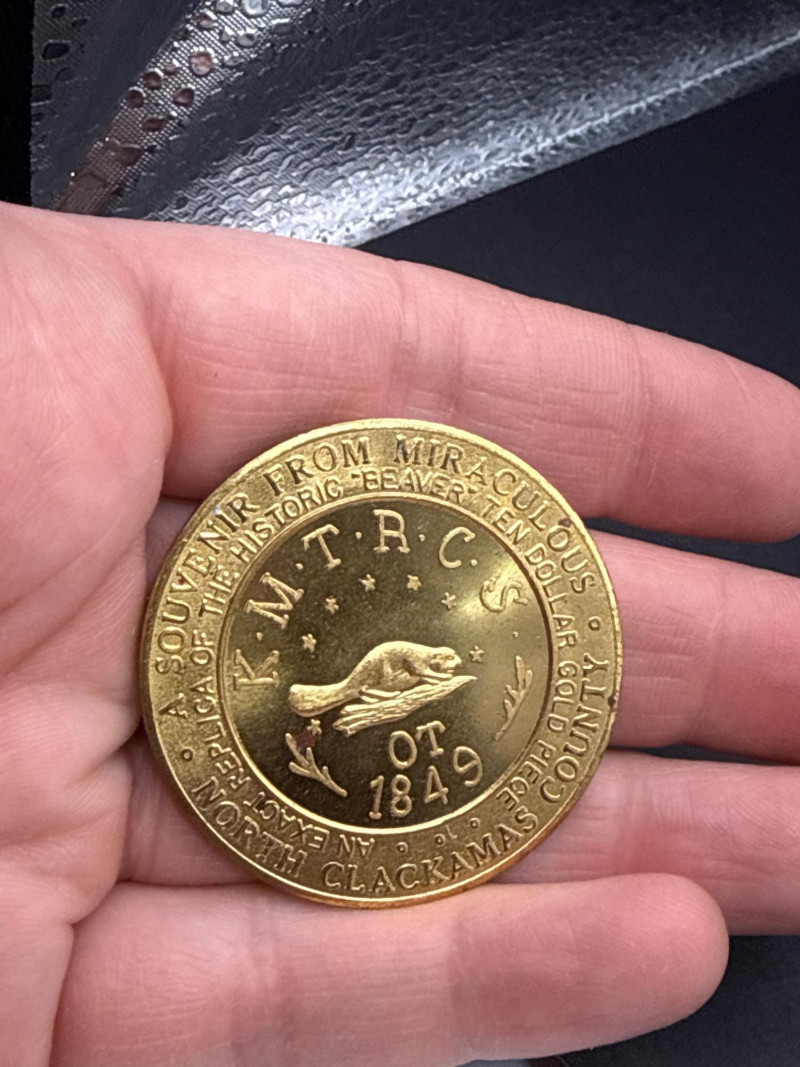 A SOUVENIR FROM MIRACULOUS
NORTH CLACKAMAS COUNTY
AN EXACT REPLICA OF THE HISTORIC "BEAVER" TEN DOLLAR GOLD PIECE
K·M·T·R·C·S·
OT
1849